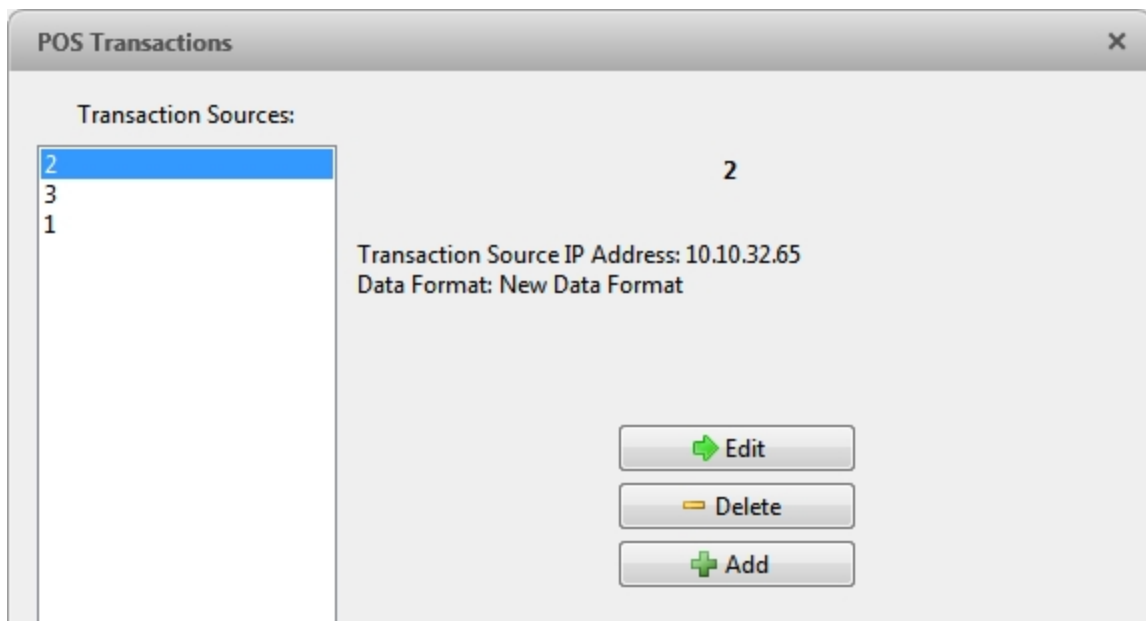 POS Transactions
Transaction Sources:
2
3
1
2
Transaction Source IP Address: 10.10.32.65
Data Format: New Data Format
Edit
Delete
Add